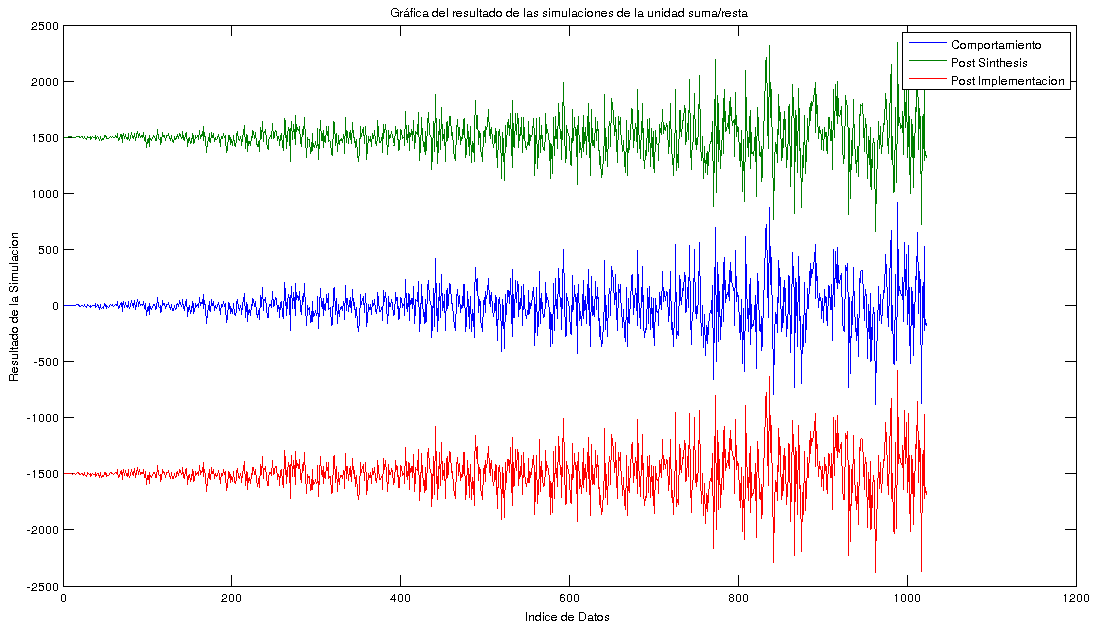 Gráfica del resultado de las simulaciones de la unidad suma/resta
2500
2000
1500
1000
500
0
-500
-1000
-1500
-2000
-2500
Resultado de la Simulacion
Comportamiento
Post Sinthesis
Post Implementacion
0 200 400 600 800 1000 1200
Indice de Datos